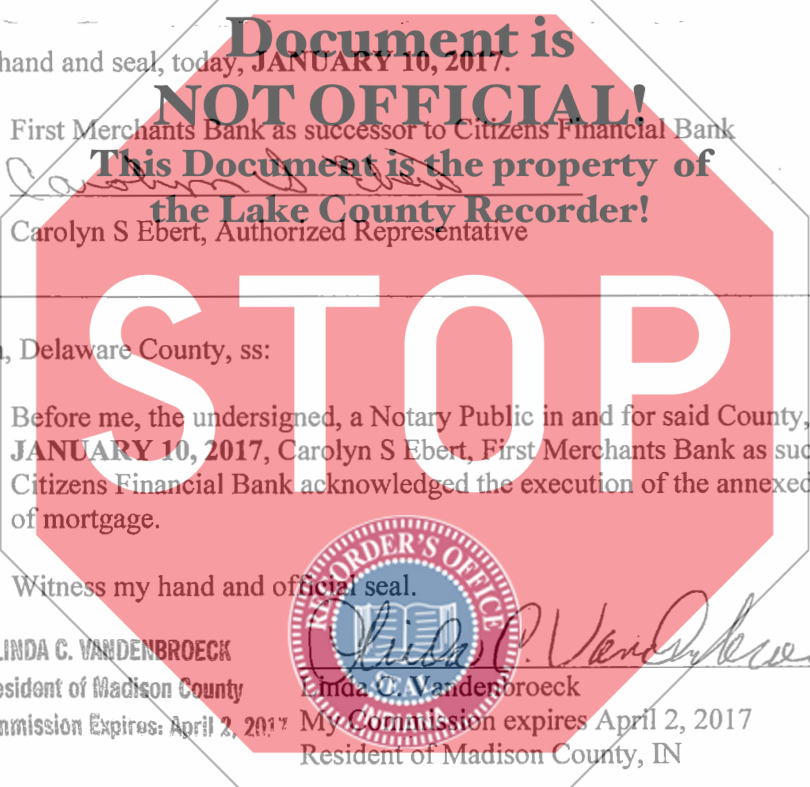 Document is
hand and seal, today, JANUARY 10, 2017.
NOT OFFICIAL!
First Merchants Bank as successor to Citizens Financial Bank
This Document is the property of
the Lake County Recorder!
Carolyn S Ebert, Authorized Representative
STOP
, Delaware County, ss:
Before me, the undersigned, a Notary Public in and for said County,
JANUARY 10, 2017, Carolyn S Ebert, First Merchants Bank as suc
Citizens Financial Bank acknowledged the execution of the annexed
of mortgage.
RECORDER'S OFFICE
INDIANA
Witness my hand and official seal.
Linda C. Vandenbroe
LINDA C. VANDENBROECK
esident of Madison County
Linda C. Vandenbroeck
mmission Expires: April 2, 2017
My Commission expires April 2, 2017
Resident of Madison County, IN